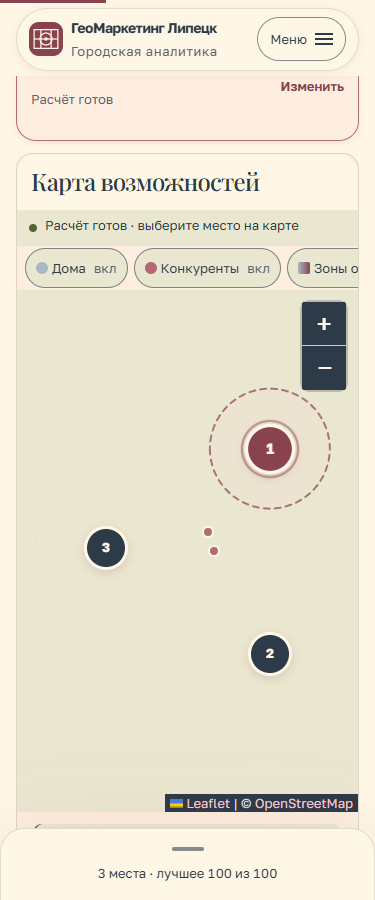 ГеоМаркетинг Липецк
Городская аналитика
Меню
Изменить
Расчёт готов
Карта возможностей
Расчёт готов · выберите место на карте
Дома вкл
Конкуренты вкл
Зоны о
+
−
1
3
2
Leaflet | © OpenStreetMap
3 места · лучшее 100 из 100